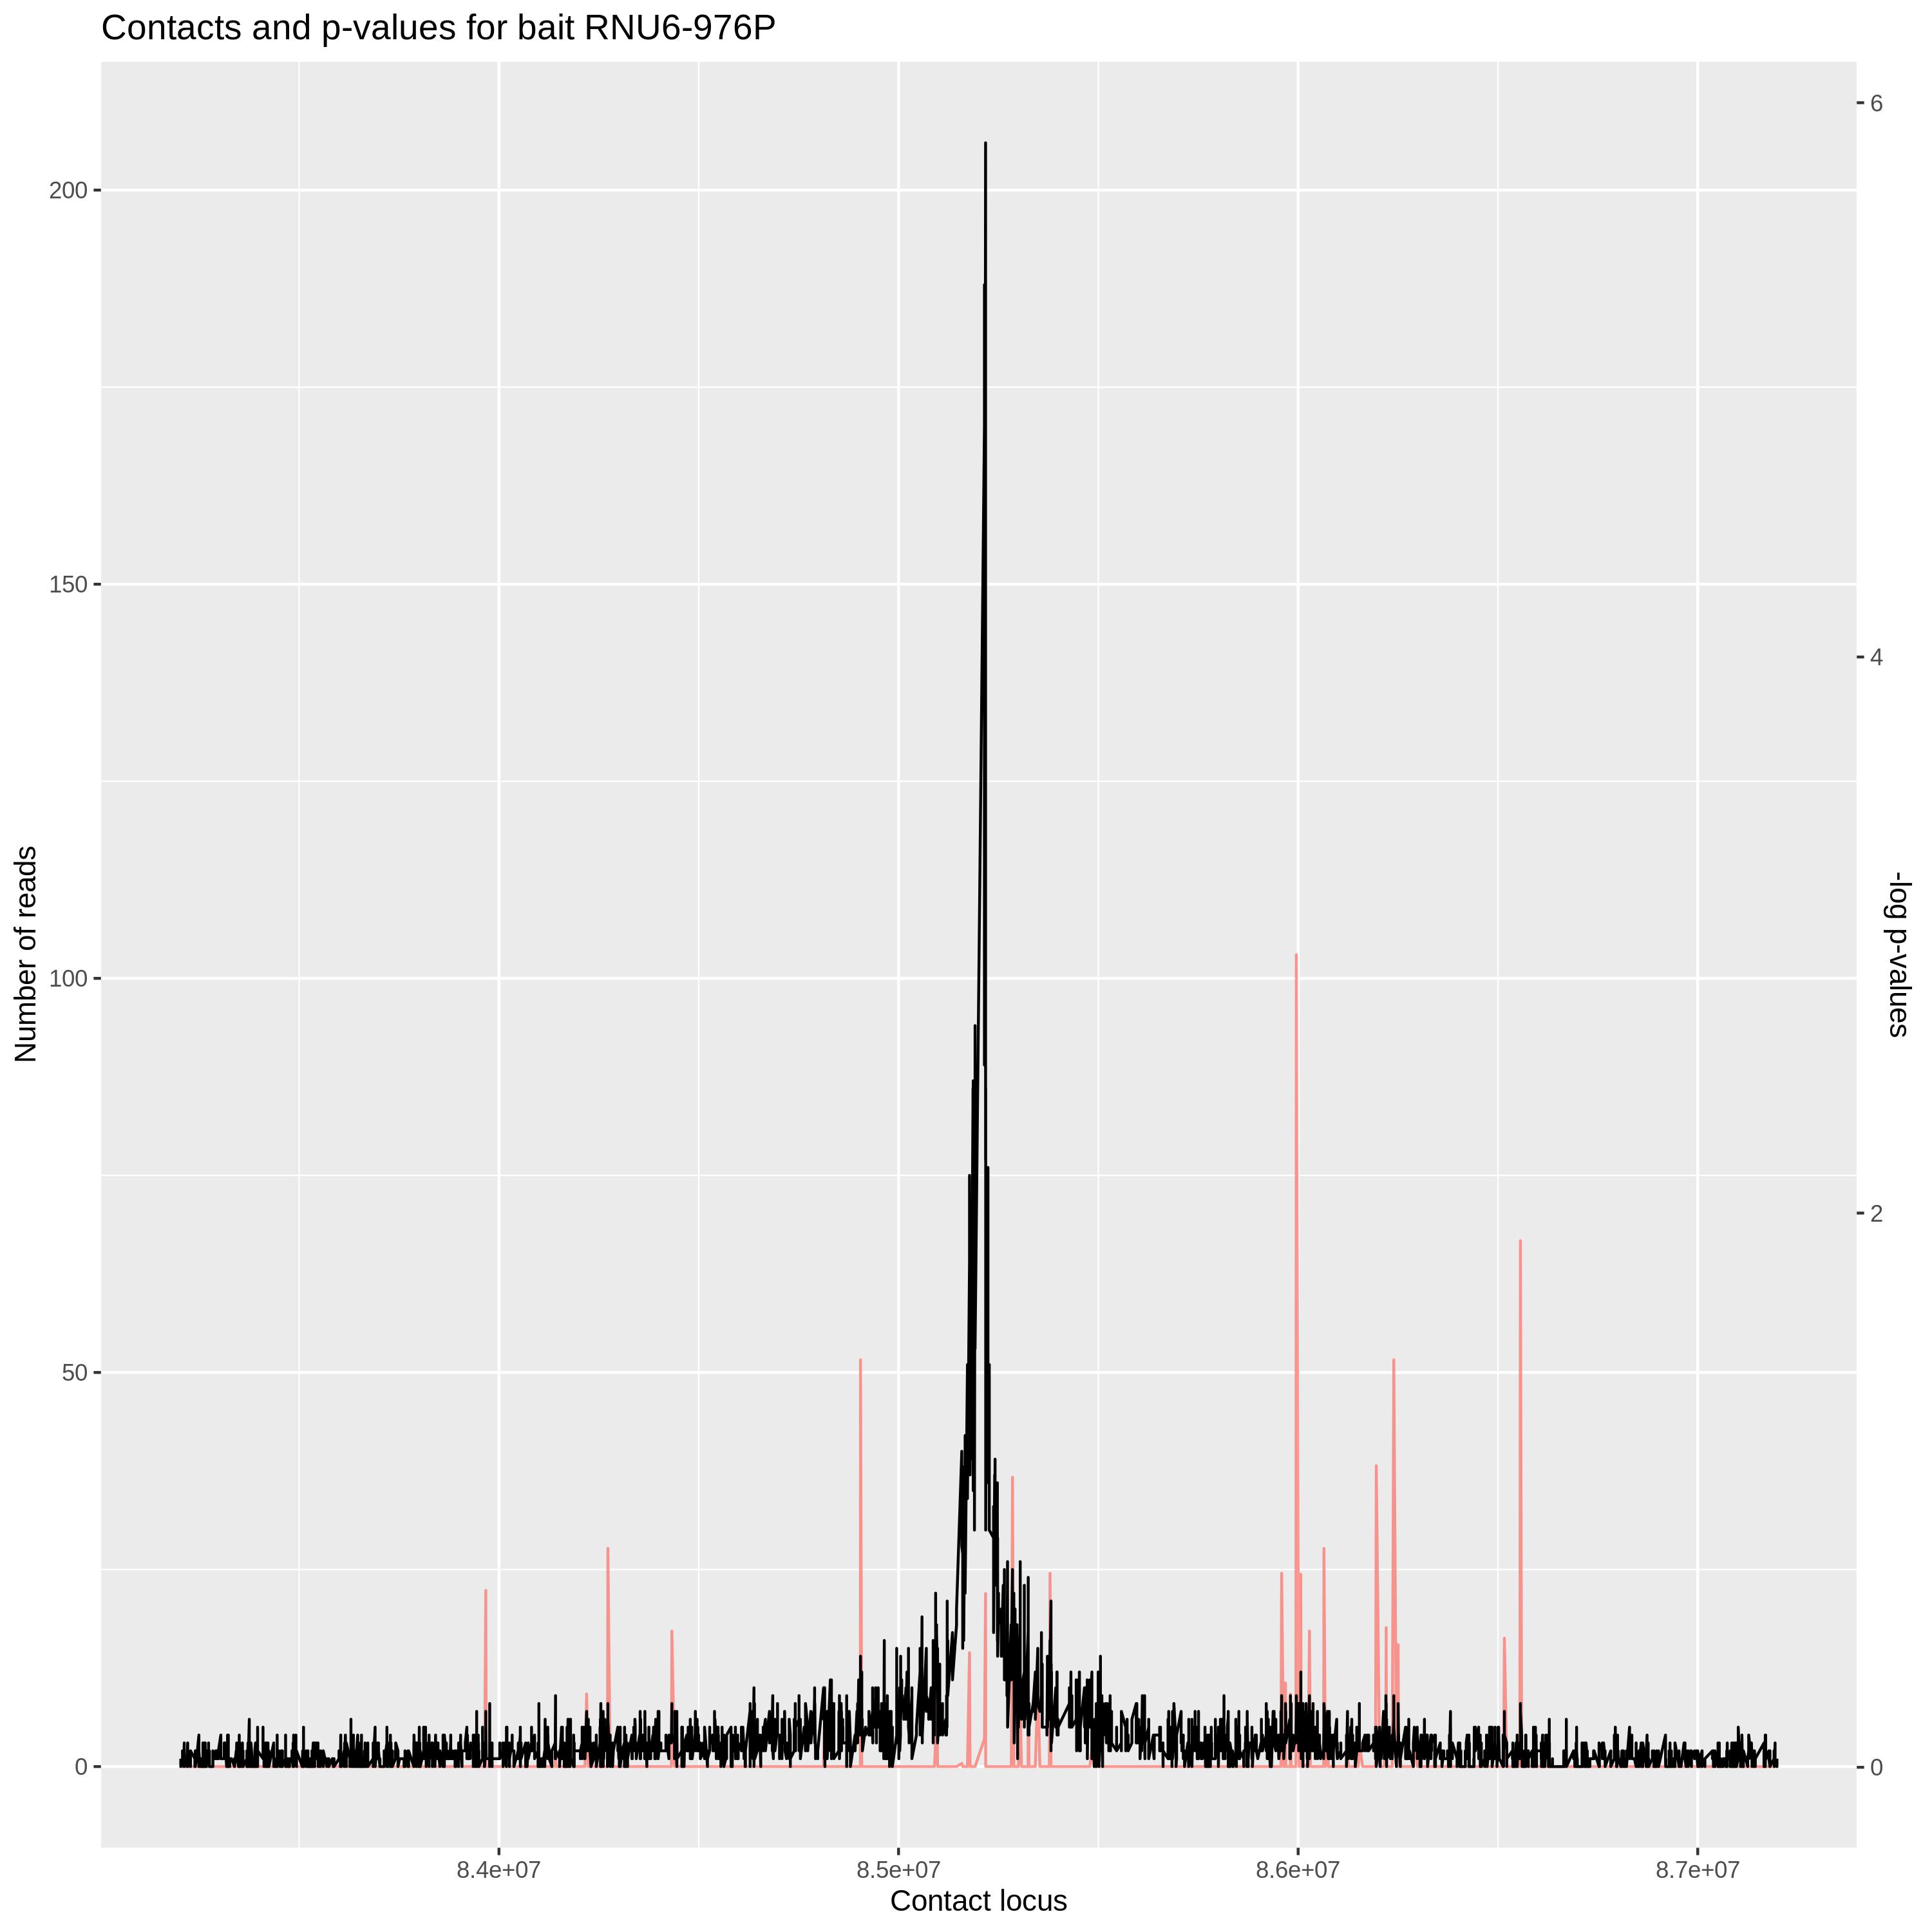 Contacts and p-values for bait RNU6-976P
Number of reads
200
150
100
50
0
6
4
2
0
-log p-values
8.4e+07
8.5e+07
8.6e+07
8.7e+07
Contact locus